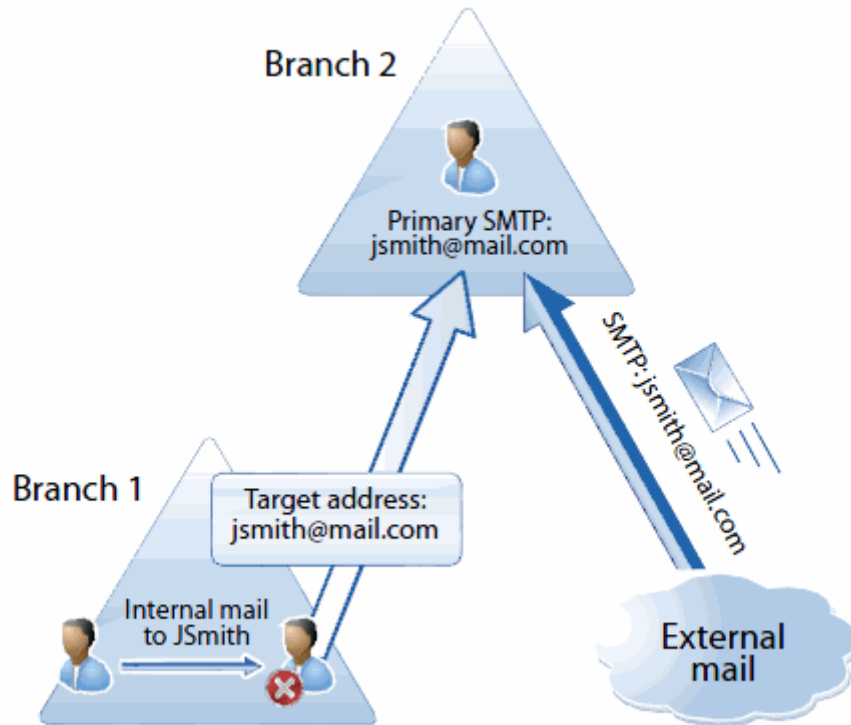 Branch 2
Primary SMTP:
jsmith@mail.com
SMTP: jsmith@mail.com
Branch 1
Target address:
jsmith@mail.com
Internal mail
to JSmith
External
mail